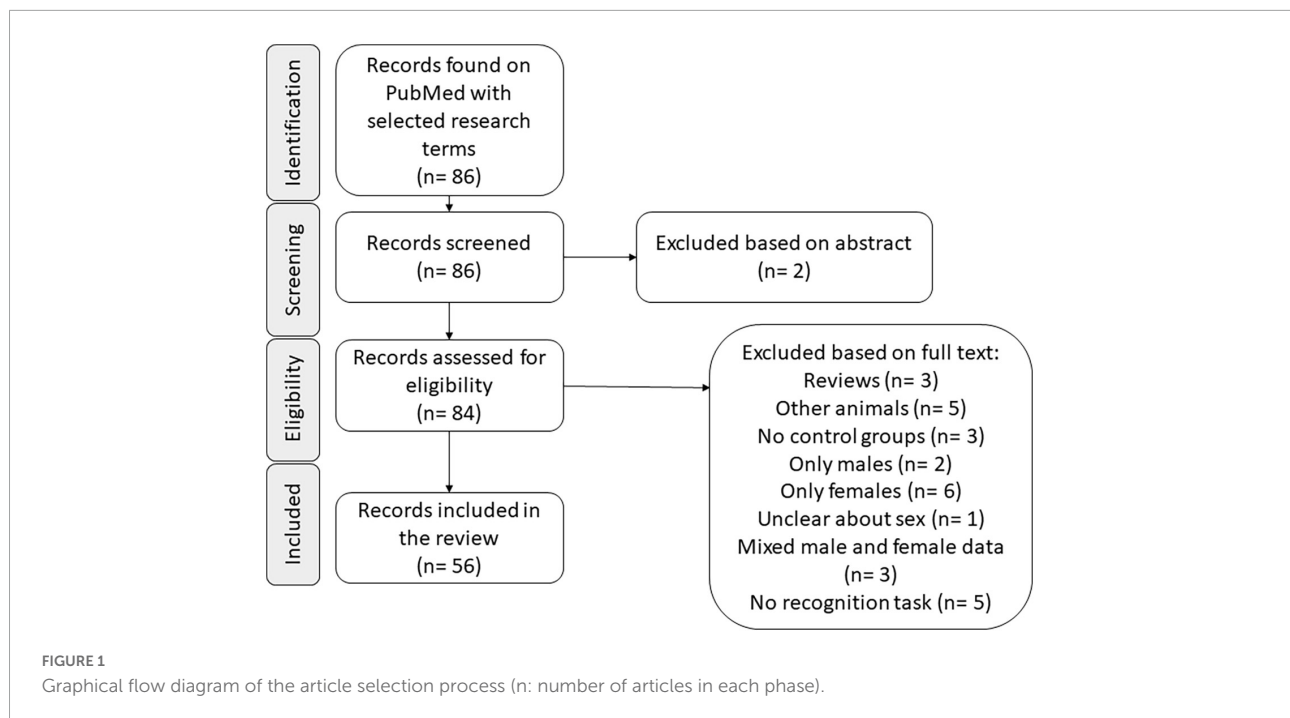 Identification
Records found on
PubMed with
selected research
terms
(n= 86)
Screening
Records screened
(n= 86)
Excluded based on abstract
(n= 2)
Eligibility
Records assessed for
eligibility
(n= 84)
Excluded based on full text:
Reviews (n= 3)
Other animals (n= 5)
No control groups (n= 3)
Only males (n= 2)
Only females (n= 6)
Unclear about sex (n= 1)
Mixed male and female data
(n= 3)
No recognition task (n= 5)
Included
Records included in
the review
(n= 56)
FIGURE 1
Graphical flow diagram of the article selection process (n: number of articles in each phase).